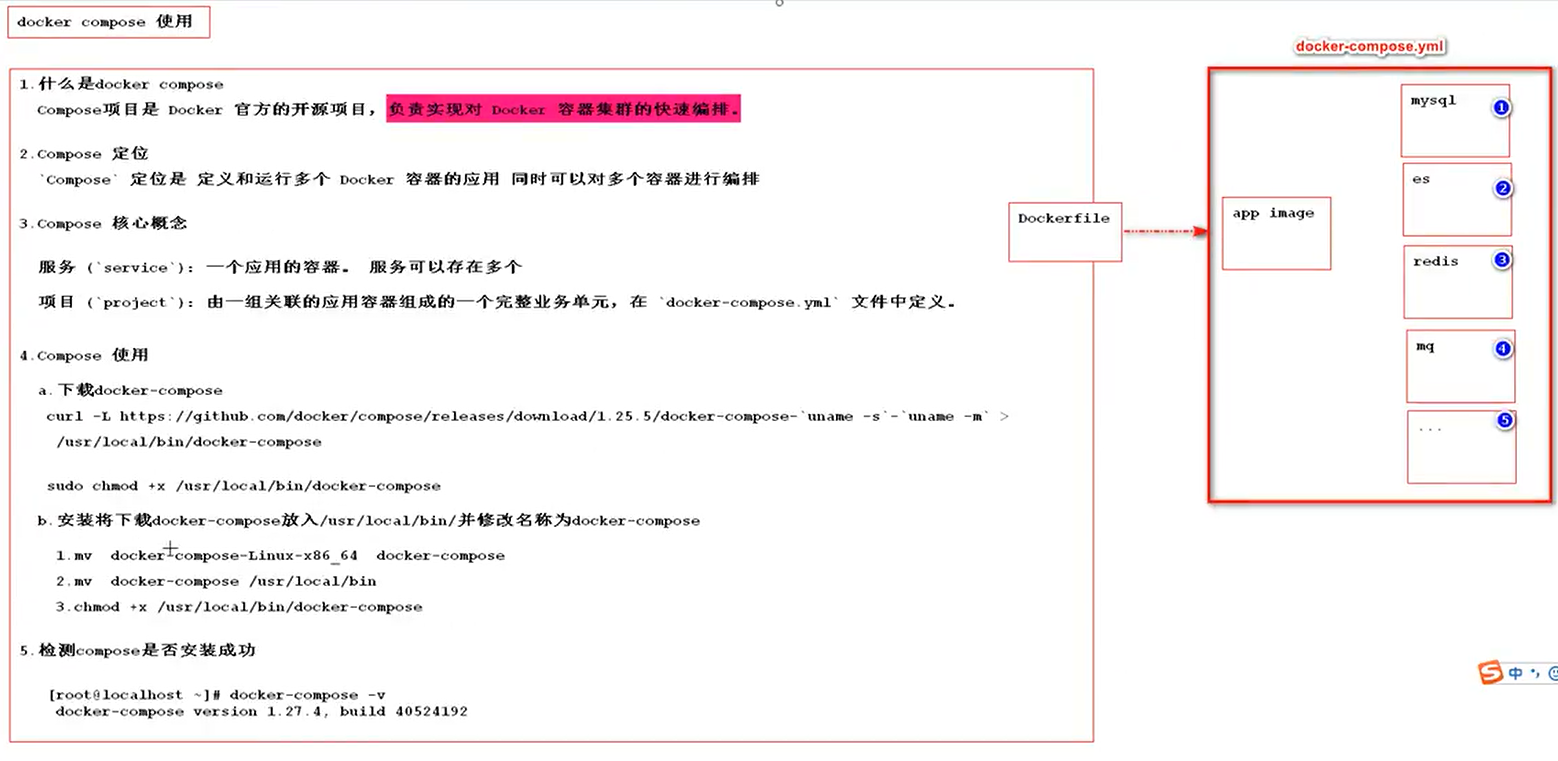 docker compose 使用
docker-compose.yml
1.什么是docker compose
Compose项目是 Docker 官方的开源项目，负责实现对 Docker 容器集群的快速编排。
2.Compose 定位
`Compose` 定位是 定义和运行多个 Docker 容器的应用 同时可以对多个容器进行编排
3.Compose 核心概念
服务 (`service`)：一个应用的容器。 服务可以存在多个
项目 (`project`)：由一组关联的应用容器组成的一个完整业务单元，在 `docker-compose.yml` 文件中定义。
4.Compose 使用
a.下载docker-compose
curl -L https://github.com/docker/compose/releases/download/1.25.5/docker-compose-`uname -s`-`uname -m` >
/usr/local/bin/docker-compose
sudo chmod +x /usr/local/bin/docker-compose
b.安装将下载docker-compose放入/usr/local/bin/并修改名称为docker-compose
1.mv docker-compose-Linux-x86_64 docker-compose
2.mv docker-compose /usr/local/bin
3.chmod +x /usr/local/bin/docker-compose
5.检测compose是否安装成功
[root@localhost ~]# docker-compose -v
docker-compose version 1.27.4, build 40524192
Dockerfile
app image
mysql 1
es 2
redis 3
mq 4
... 5
S 中 °,